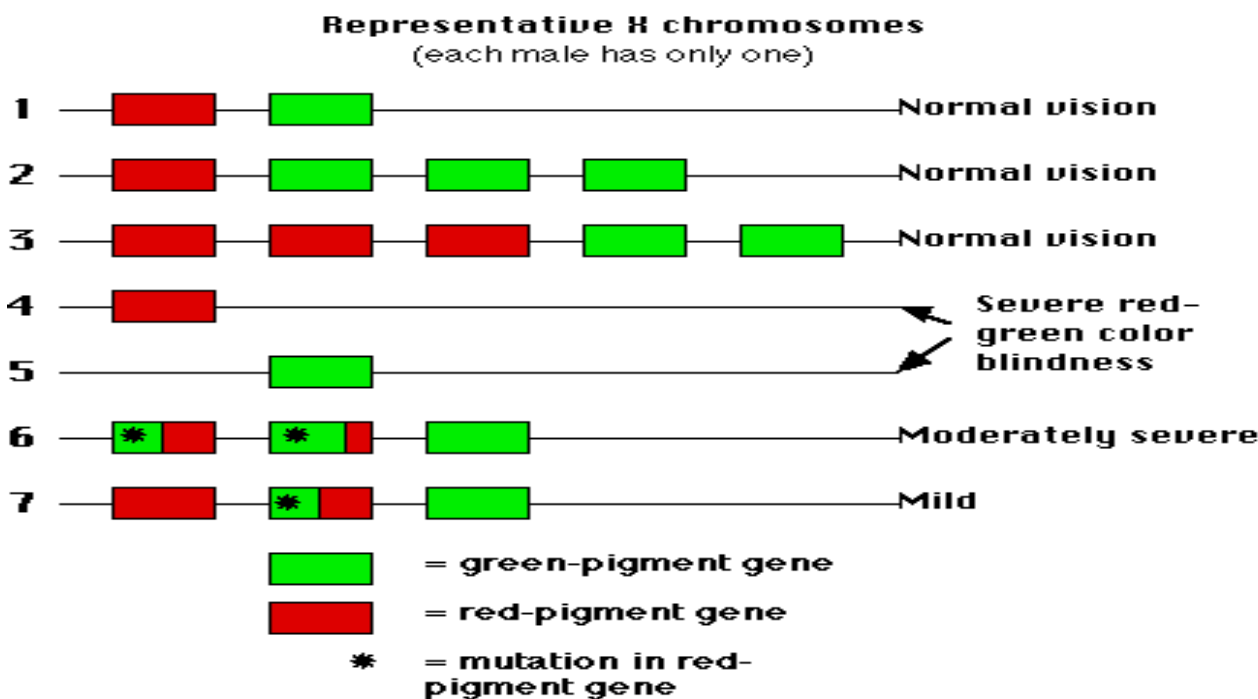 Representative X chromosomes
(each male has only one)
1 Normal vision
2 Normal vision
3 Normal vision
4 Severe red-
green color
5 blindness
6 Moderately severe
7 Mild
= green-pigment gene
= red-pigment gene
* = mutation in red-
pigment gene